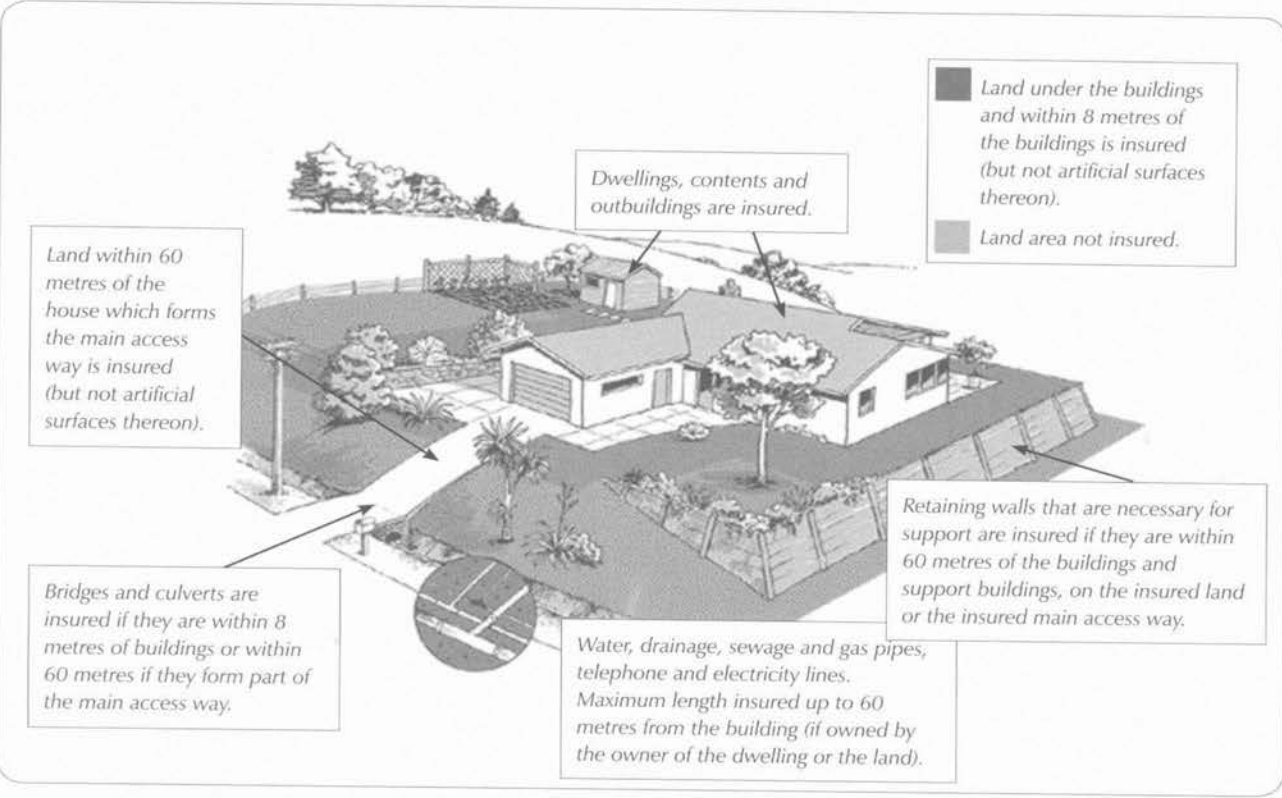 Land under the buildings
and within 8 metres of
the buildings is insured
(but not artificial surfaces
thereon).
Land area not insured.
Dwellings, contents and
outbuildings are insured.
Land within 60
metres of the
house which forms
the main access
way is insured
(but not artificial
surfaces thereon).
Retaining walls that are necessary for
support are insured if they are within
60 metres of the buildings and
support buildings, on the insured land
or the insured main access way.
Bridges and culverts are
insured if they are within 8
metres of buildings or within
60 metres if they form part of
the main access way.
Water, drainage, sewage and gas pipes,
telephone and electricity lines.
Maximum length insured up to 60
metres from the building (if owned by
the owner of the dwelling or the land).